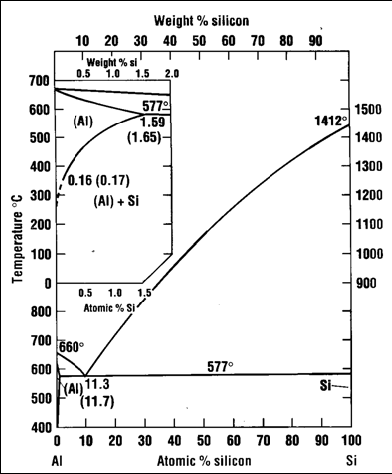 Weight % silicon
10 20 30 40 50 60 70 80 90
Weight % si
0.5 1.0 1.5 2.0
700
600
500
400
300
200
100
0
800
700
600
500
400
Temperature °C
577°
1.59
(1.65)
(Al)
0.16 (0.17)
(Al) + Si
0.5 1.0 1.5
Atomic % Si
1412°
1500
1400
1300
1200
1100
1000
900
660°
577°
(Al)
11.3
(11.7)
Si
0 10 20 30 40 50 60 70 80 90 100
Al Atomic % silicon Si